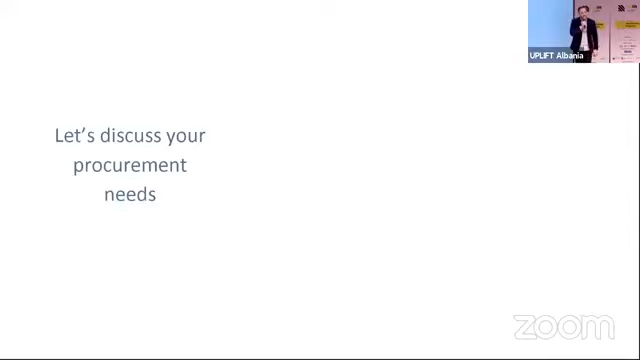 UPLIFT Albania
Let's discuss your
procurement
needs
zoom